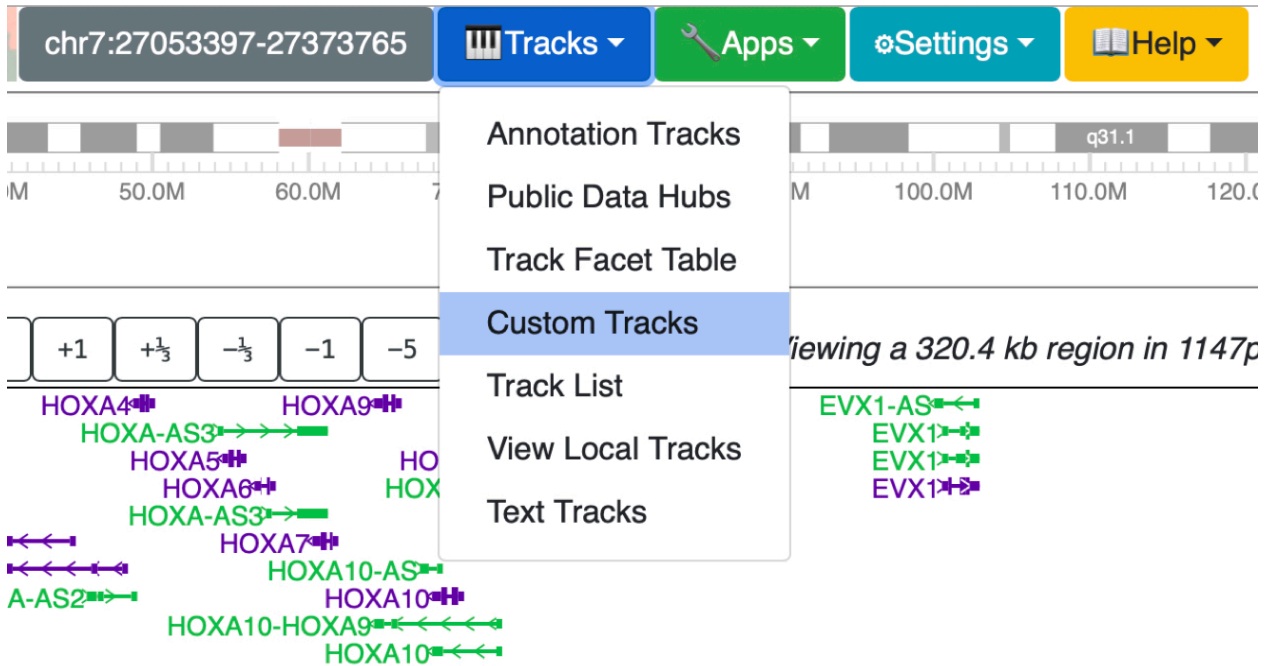 chr7:27053397-27373765 Tracks Apps Settings Help
Annotation Tracks
q31.1
50.0M 60.0M 100.0M 110.0M
Public Data Hubs
Track Facet Table
Custom Tracks
+1 +⅓ -⅓ -1 -5
iewing a 320.4 kb region in 1147p
Track List
HOXA4 HOXA9 EVX1-AS
HOXA-AS3 EVX1
View Local Tracks
HOXA5 HO EVX1
HOXA6 HOX EVX1
Text Tracks
HOXA-AS3
HOXA7
HOXA10-AS
A-AS2 HOXA10
HOXA10-HOXA9
HOXA10